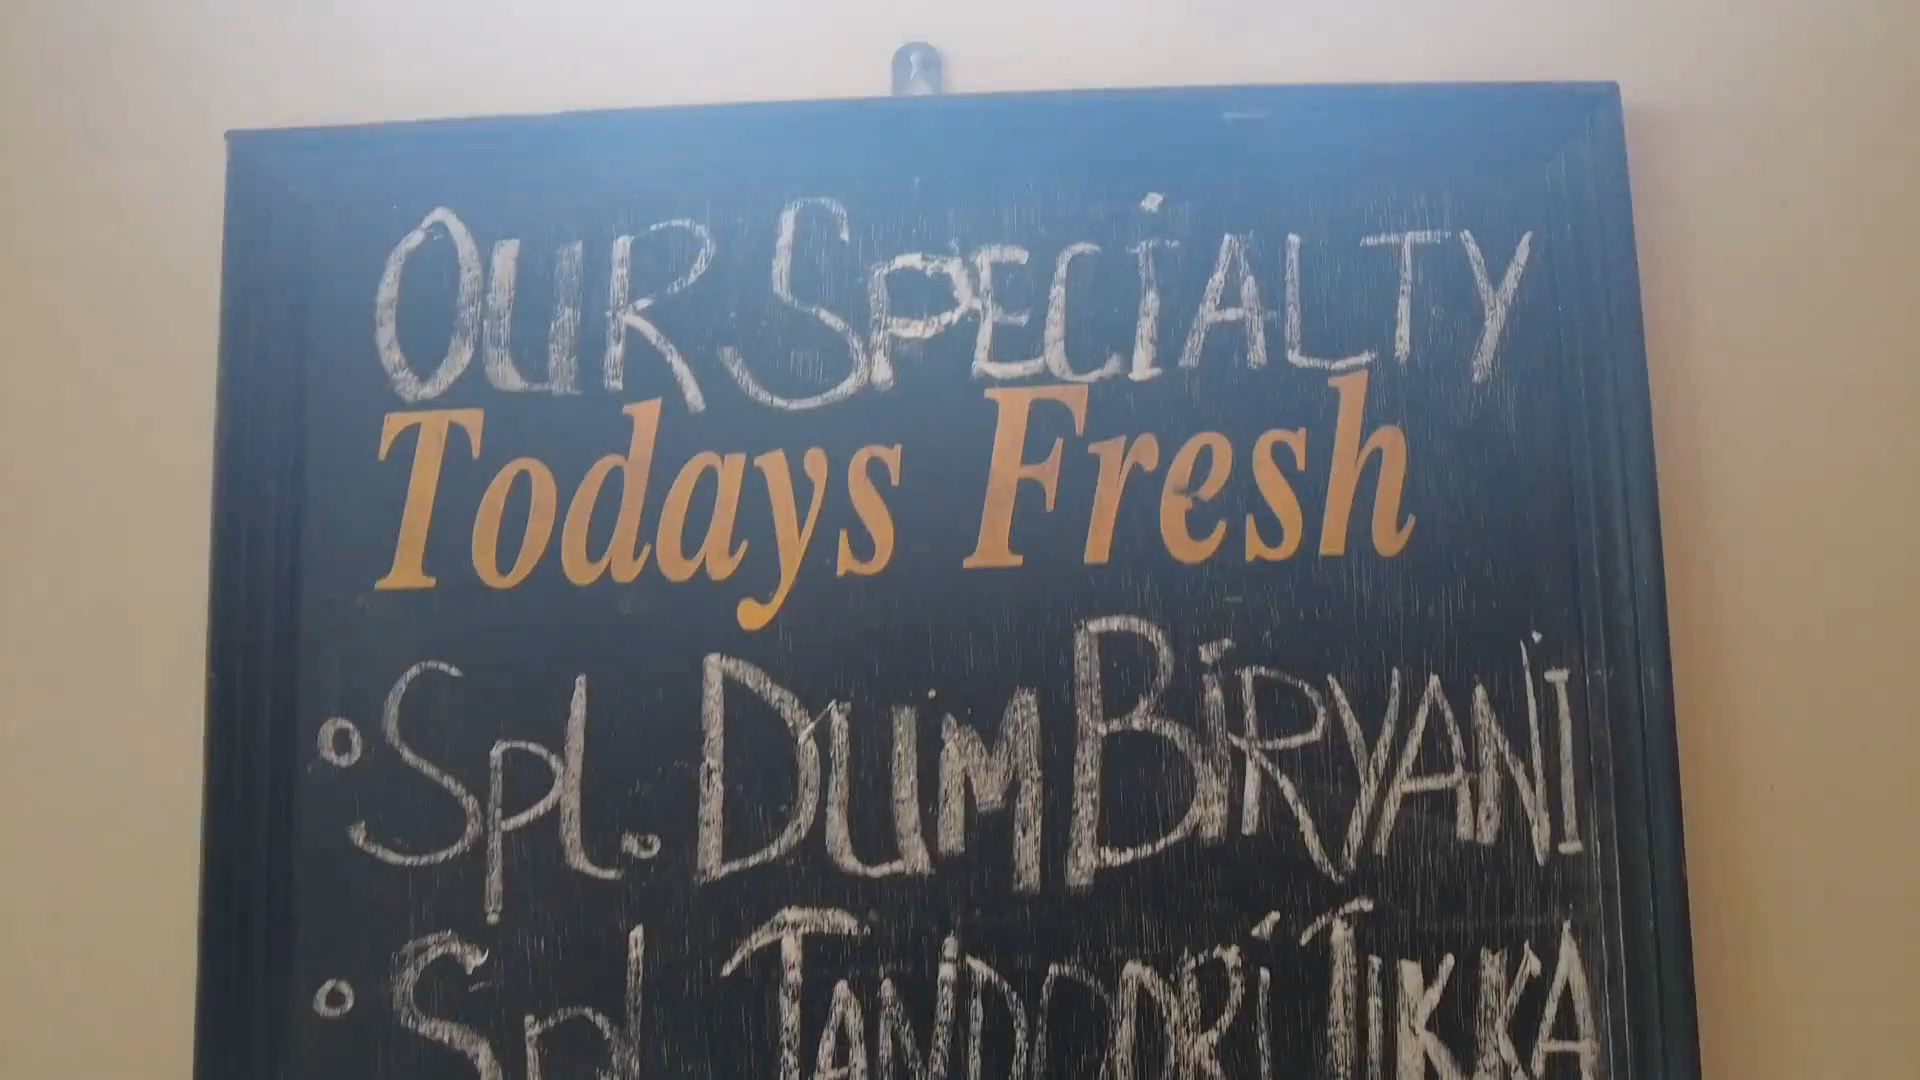 OUR SPECiALTY
Todays Fresh
Spl. DUM BiRYANI
Spl TANDOORi TIKKA